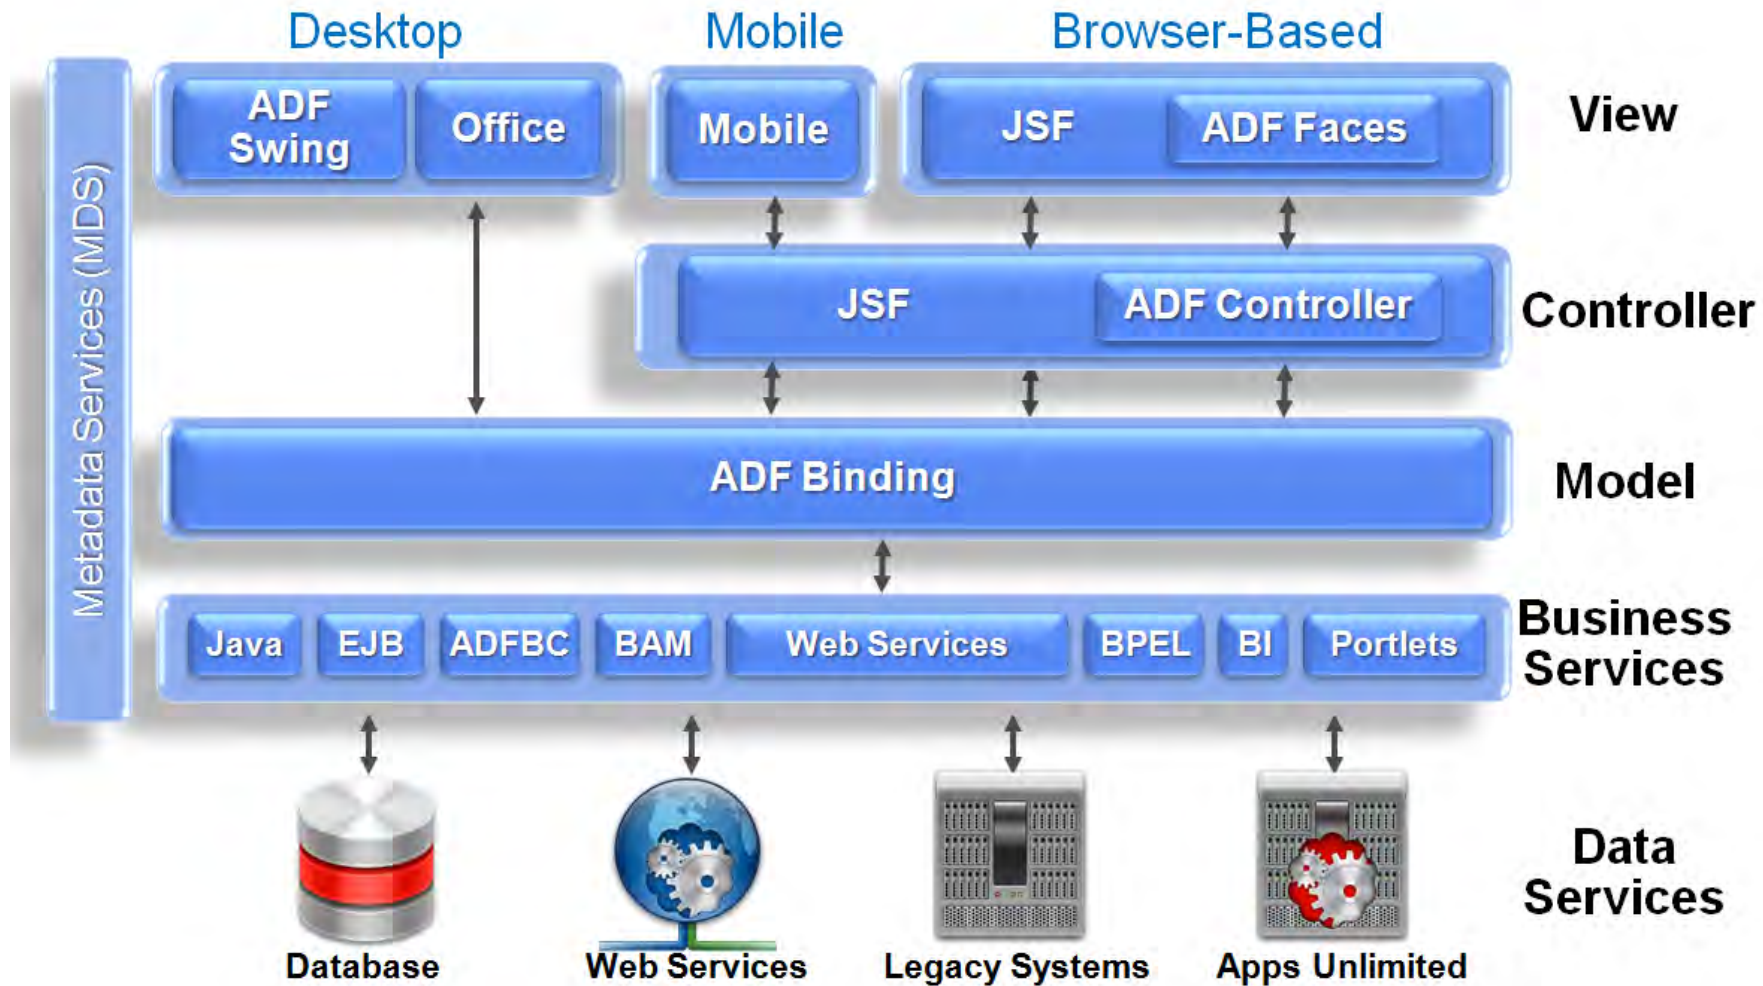 Desktop
Mobile
Browser-Based
Metadata Services (MDS)
ADF
Swing
Office
Mobile
JSF
ADF Faces
View
JSF
ADF Controller
Controller
ADF Binding
Model
Java
EJB
ADFBC
BAM
Web Services
BPEL
BI
Portlets
Business
Services
Database
Web Services
Legacy Systems
Apps Unlimited
Data
Services